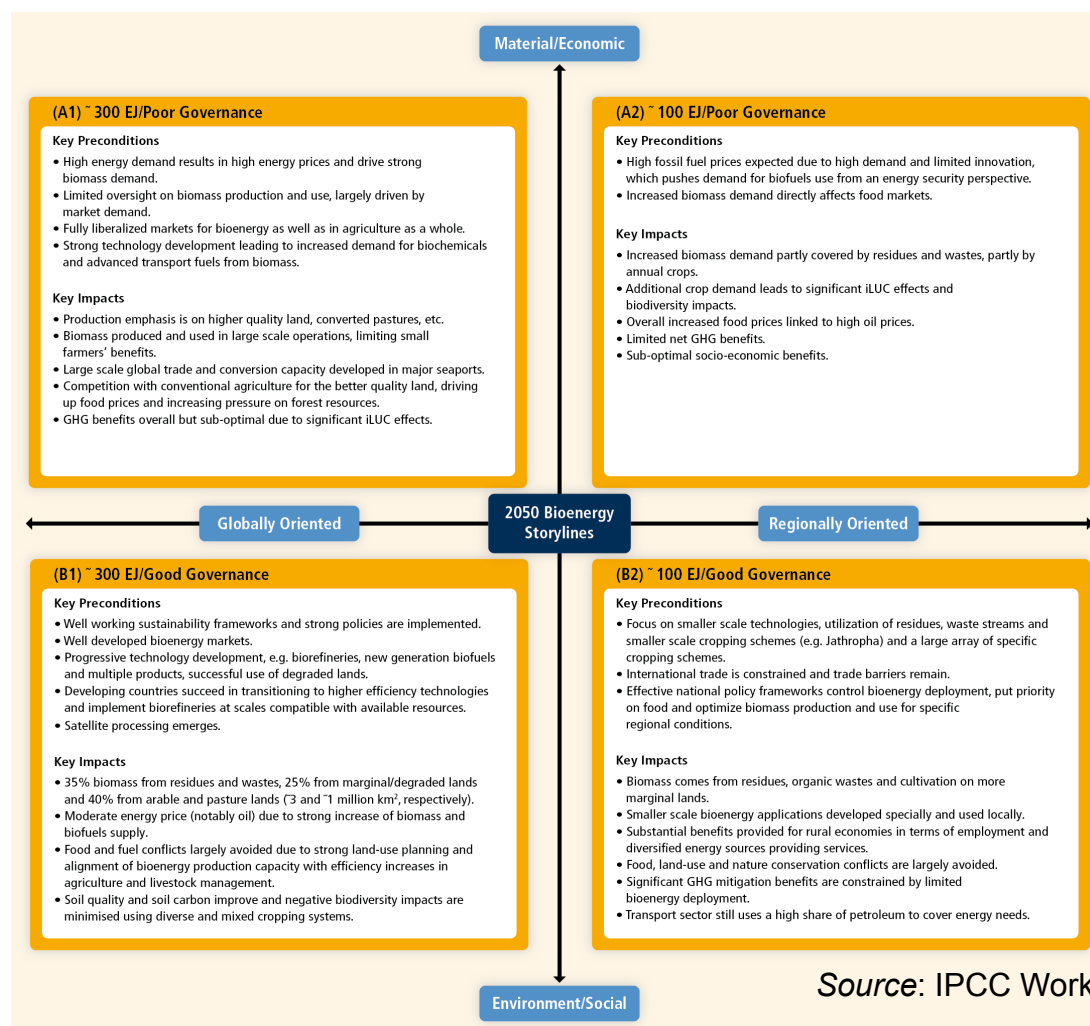 Material/Economic
(A1) ˜ 300 EJ/Poor Governance
Key Preconditions
• High energy demand results in high energy prices and drive strong
biomass demand.
• Limited oversight on biomass production and use, largely driven by
market demand.
• Fully liberalized markets for bioenergy as well as in agriculture as a whole.
• Strong technology development leading to increased demand for biochemicals
and advanced transport fuels from biomass.
Key Impacts
• Production emphasis is on higher quality land, converted pastures, etc.
• Biomass produced and used in large scale operations, limiting small
farmers’ benefits.
• Large scale global trade and conversion capacity developed in major seaports.
• Competition with conventional agriculture for the better quality land, driving
up food prices and increasing pressure on forest resources.
• GHG benefits overall but sub-optimal due to significant iLUC effects.
(A2) ˜ 100 EJ/Poor Governance
Key Preconditions
• High fossil fuel prices expected due to high demand and limited innovation,
which pushes demand for biofuels use from an energy security perspective.
• Increased biomass demand directly affects food markets.
Key Impacts
• Increased biomass demand partly covered by residues and wastes, partly by
annual crops.
• Additional crop demand leads to significant iLUC effects and
biodiversity impacts.
• Overall increased food prices linked to high oil prices.
• Limited net GHG benefits.
• Sub-optimal socio-economic benefits.
Globally Oriented
2050 Bioenergy
Storylines
Regionally Oriented
(B1) ˜ 300 EJ/Good Governance
Key Preconditions
• Well working sustainability frameworks and strong policies are implemented.
• Well developed bioenergy markets.
• Progressive technology development, e.g. biorefineries, new generation biofuels
and multiple products, successful use of degraded lands.
• Developing countries succeed in transitioning to higher efficiency technologies
and implement biorefineries at scales compatible with available resources.
• Satellite processing emerges.
Key Impacts
• 35% biomass from residues and wastes, 25% from marginal/degraded lands
and 40% from arable and pasture lands (˜3 and ˜1 million km², respectively).
• Moderate energy price (notably oil) due to strong increase of biomass and
biofuels supply.
• Food and fuel conflicts largely avoided due to strong land-use planning and
alignment of bioenergy production capacity with efficiency increases in
agriculture and livestock management.
• Soil quality and soil carbon improve and negative biodiversity impacts are
minimised using diverse and mixed cropping systems.
(B2) ˜ 100 EJ/Good Governance
Key Preconditions
• Focus on smaller scale technologies, utilization of residues, waste streams and
smaller scale cropping schemes (e.g. Jathropha) and a large array of specific
cropping schemes.
• International trade is constrained and trade barriers remain.
• Effective national policy frameworks control bioenergy deployment, put priority
on food and optimize biomass production and use for specific
regional conditions.
Key Impacts
• Biomass comes from residues, organic wastes and cultivation on more
marginal lands.
• Smaller scale bioenergy applications developed specially and used locally.
• Substantial benefits provided for rural economies in terms of employment and
diversified energy sources providing services.
• Food, land-use and nature conservation conflicts are largely avoided.
• Significant GHG mitigation benefits are constrained by limited
bioenergy deployment.
• Transport sector still uses a high share of petroleum to cover energy needs.
Environment/Social
Source: IPCC Work